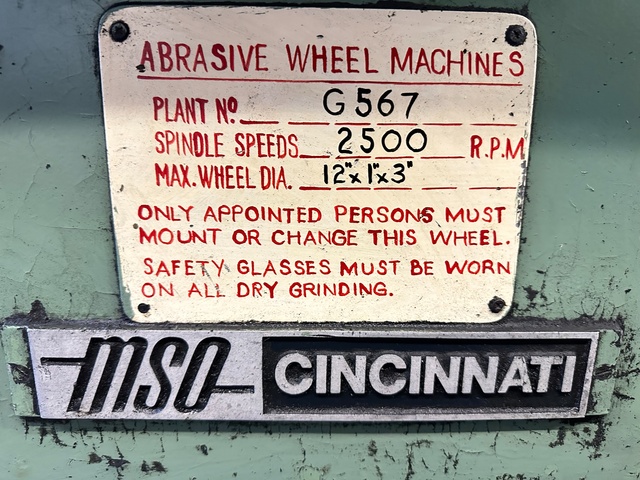 ABRASIVE WHEEL MACHINES
PLANT No. G567
SPINDLE SPEEDS 2500 R.P.M
MAX. WHEEL DIA. 12"x1"x3"
ONLY APPOINTED PERSONS MUST
MOUNT OR CHANGE THIS WHEEL.
SAFETY GLASSES MUST BE WORN
ON ALL DRY GRINDING.
MSO CINCINNATI